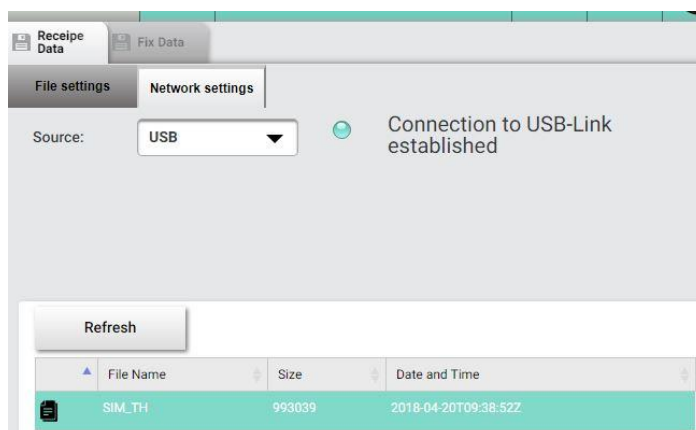 Receipe
Data
Fix Data
File settings
Network settings
Source:
USB
Connection to USB-Link
established
Refresh
File Name
Size
Date and Time
SIM_TH
993039
2018-04-20T09:38:52Z